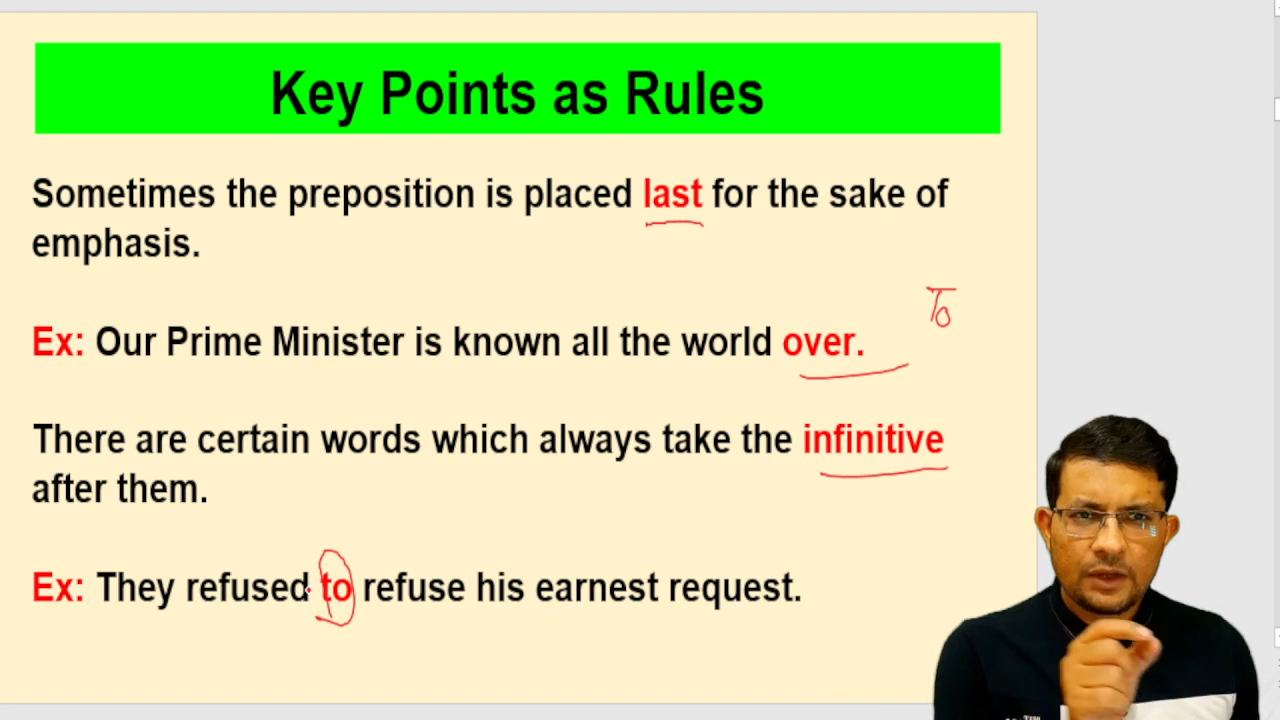 Key Points as Rules
Sometimes the preposition is placed last for the sake of
emphasis.
To
Ex: Our Prime Minister is known all the world over.
There are certain words which always take the infinitive
after them.
Ex: They refused to refuse his earnest request.